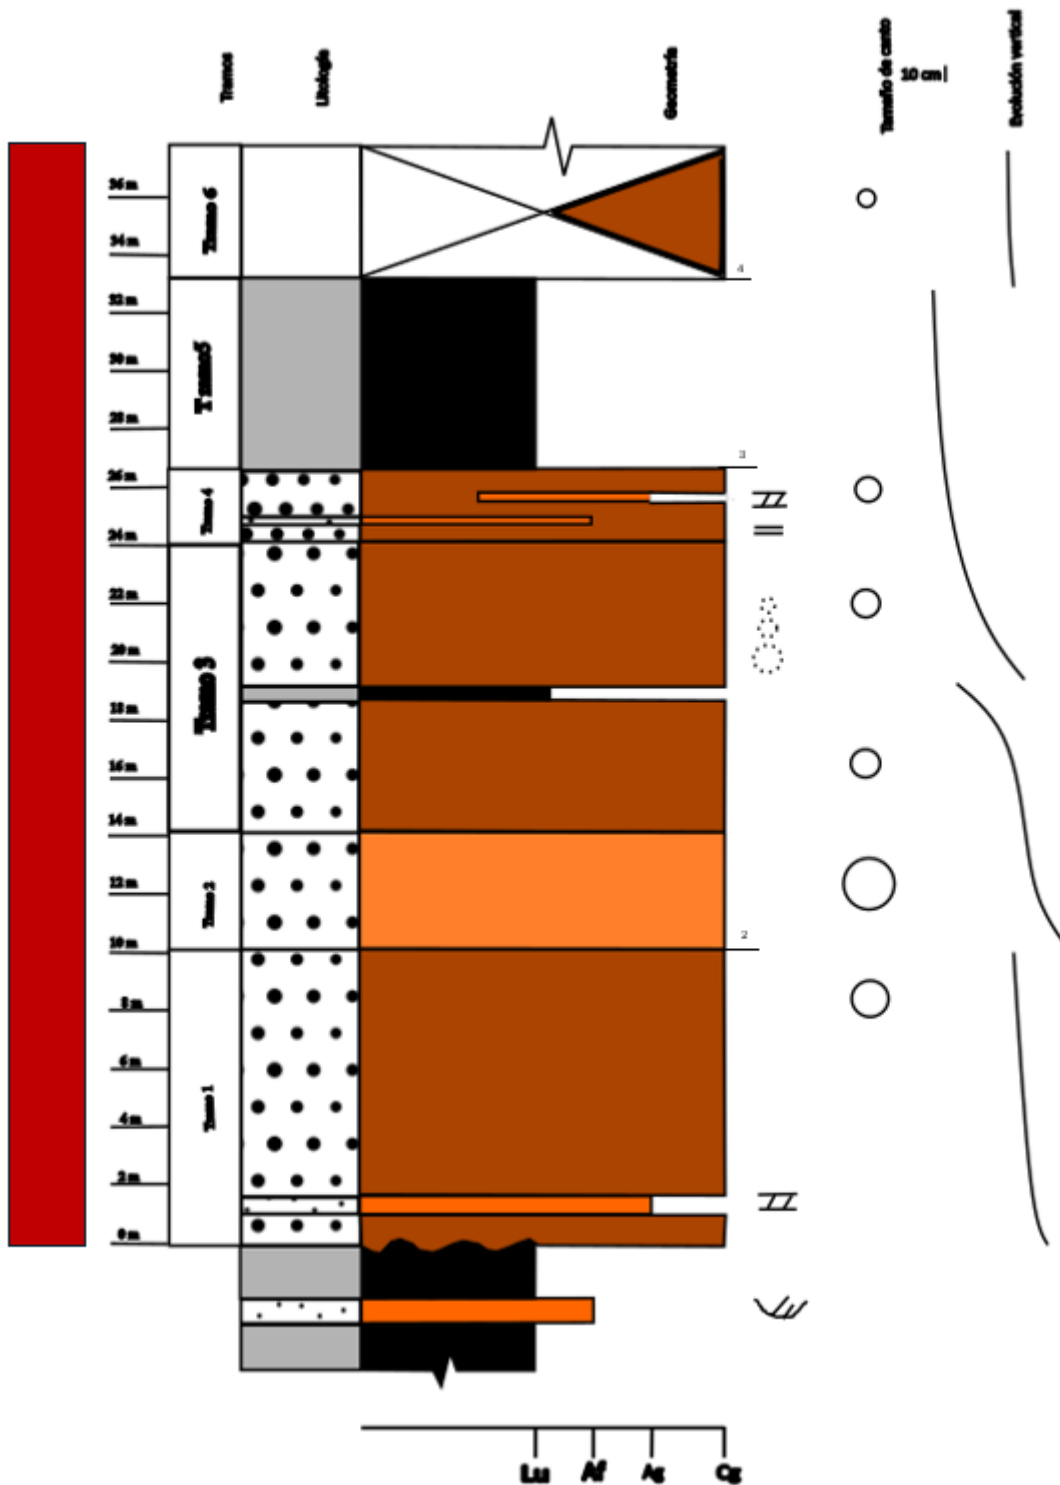 Tramos
Litología
Geometría
Tamaño de canto
10 cm
Evolución vertical
36 m
34 m
32 m
30 m
28 m
26 m
24 m
22 m
20 m
18 m
16 m
14 m
12 m
10 m
8 m
6 m
4 m
2 m
0 m
Tramo 6
Tramo5
Tramo 4
Tramo 3
Tramo 2
Tramo 1
4
3
2
Lu
Af
Ag
Cg